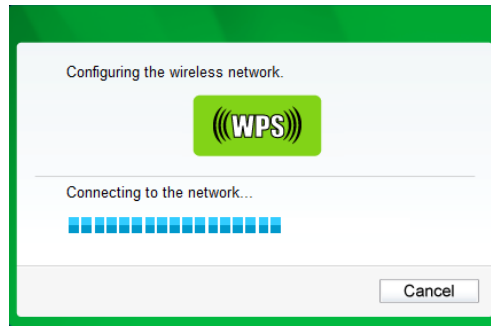 Configuring the wireless network.
(((WPS)))
Connecting to the network...
Cancel